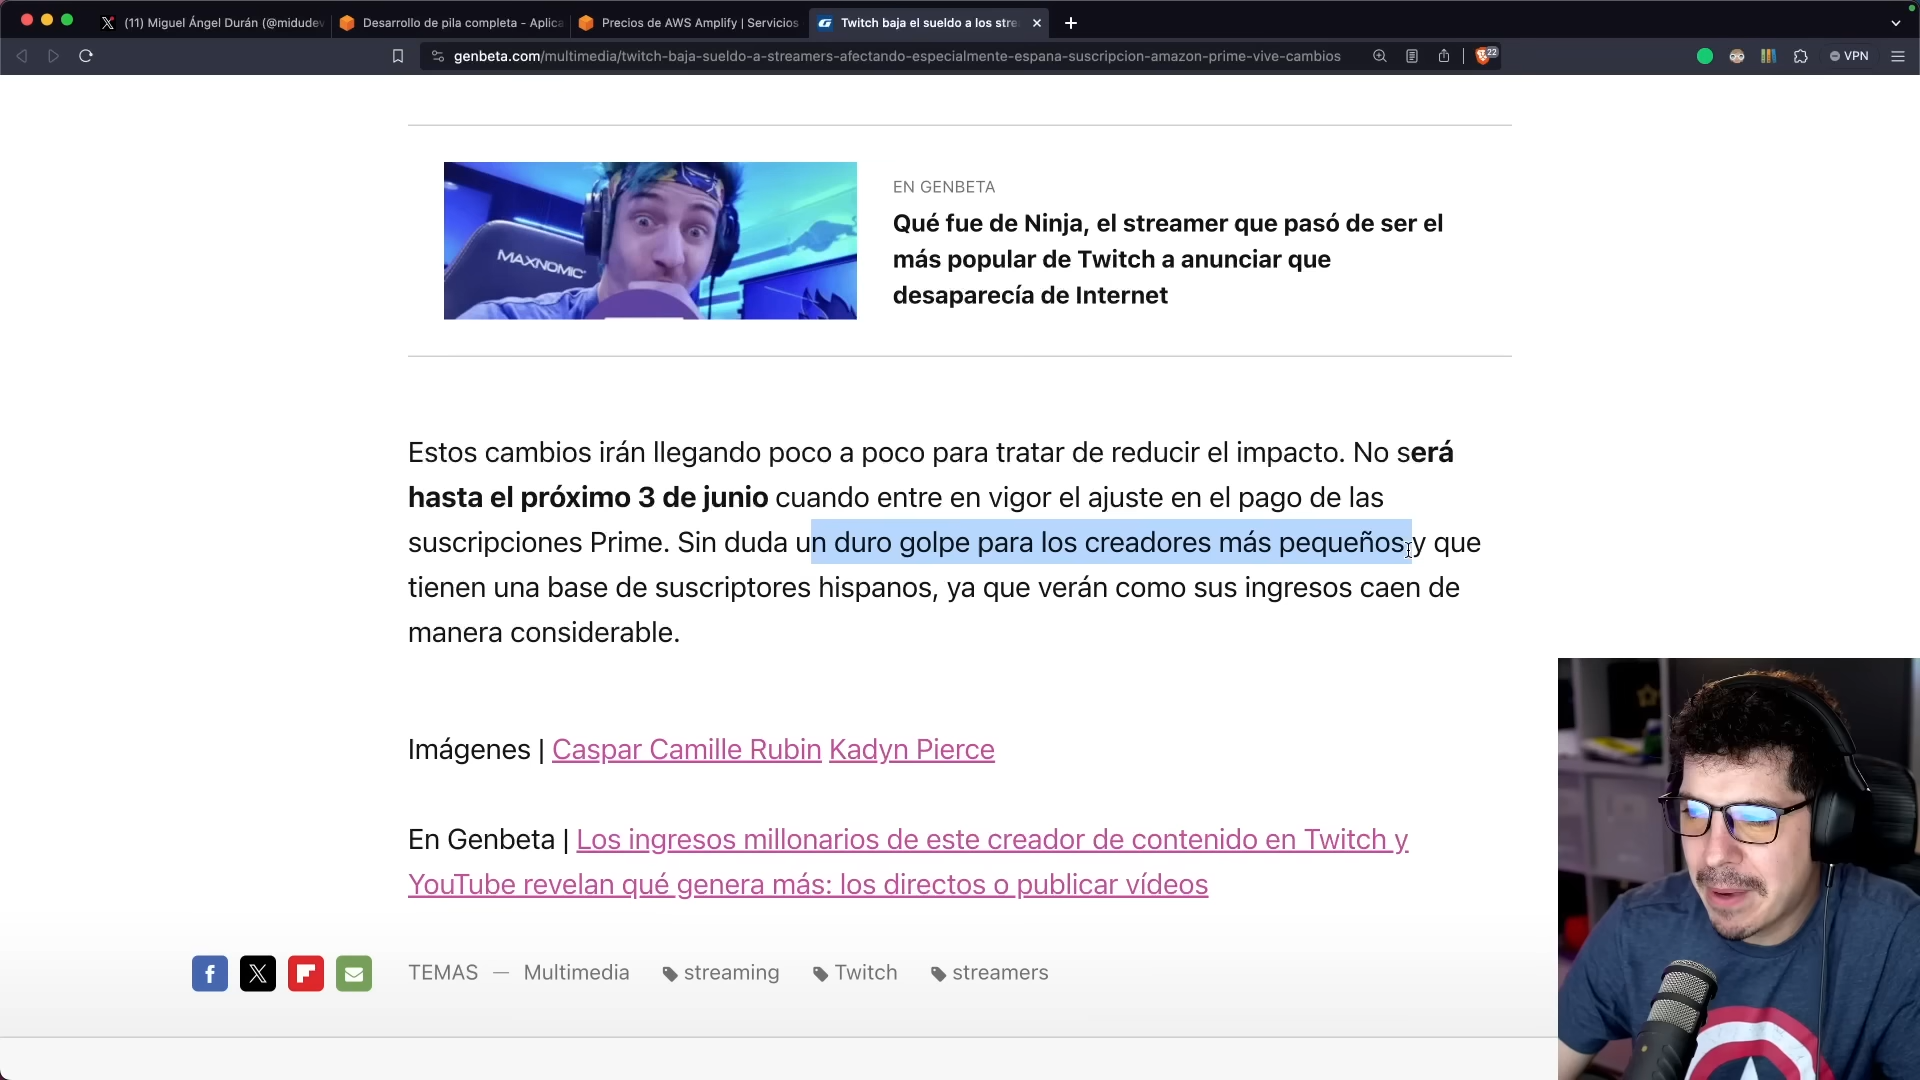 (11) Miguel Ángel Durán (@midudev
Desarrollo de pila completa - Aplica
Precios de AWS Amplify | Servicios
Twitch baja el sueldo a los stre
genbeta.com/multimedia/twitch-baja-sueldo-a-streamers-afectando-especialmente-espana-suscripcion-amazon-prime-vive-cambios
22
VPN
MAXNOMIC
EN GENBETA
Qué fue de Ninja, el streamer que pasó de ser el
más popular de Twitch a anunciar que
desaparecía de Internet
Estos cambios irán llegando poco a poco para tratar de reducir el impacto. No será
hasta el próximo 3 de junio cuando entre en vigor el ajuste en el pago de las
suscripciones Prime. Sin duda un duro golpe para los creadores más pequeños y que
tienen una base de suscriptores hispanos, ya que verán como sus ingresos caen de
manera considerable.
Imágenes | Caspar Camille Rubin Kadyn Pierce
En Genbeta | Los ingresos millonarios de este creador de contenido en Twitch y
YouTube revelan qué genera más: los directos o publicar vídeos
TEMAS — Multimedia streaming Twitch streamers